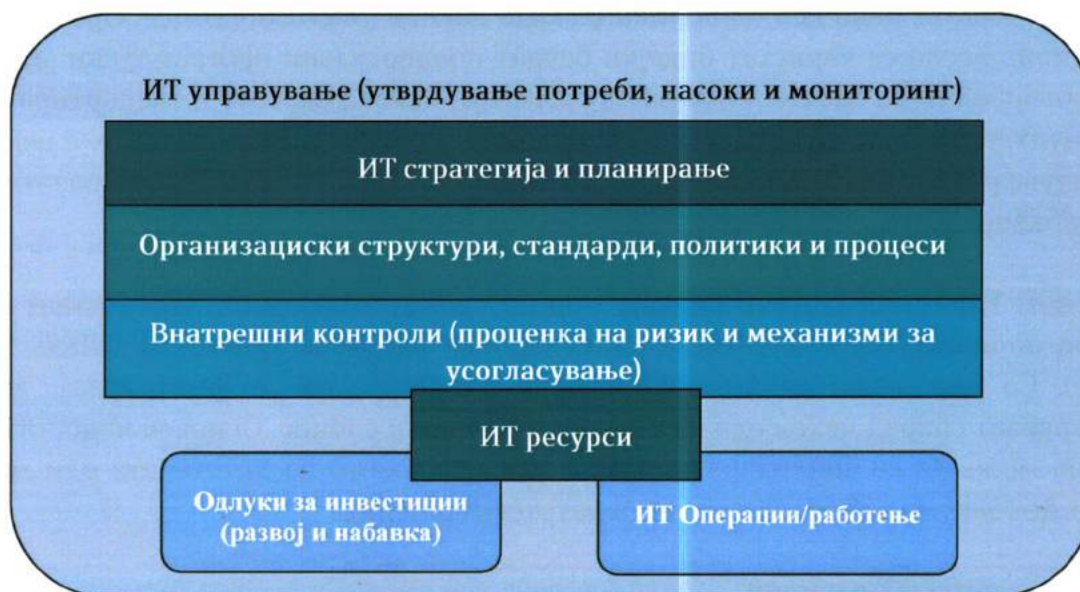 ИТ управување (утврдување потреби, насоки и мониторинг)
ИТ стратегија и планирање
Организациски структури, стандарди, политики и процеси
Внатрешни контроли (проценка на ризик и механизми за
усогласување)
ИТ ресурси
Одлуки за инвестиции
(развој и набавка)
ИТ Операции/работење